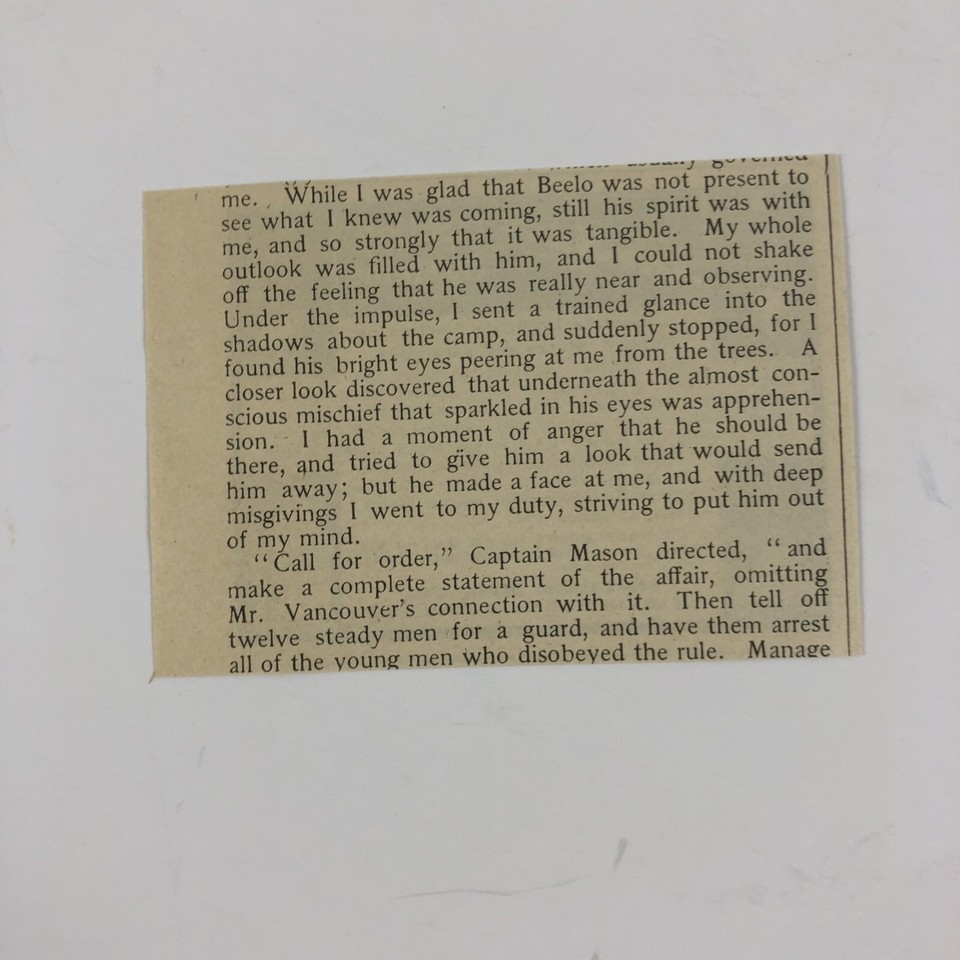 usually governed
me. While I was glad that Beelo was not present to
see what I knew was coming, still his spirit was with
me, and so strongly that it was tangible. My whole
outlook was filled with him, and I could not shake
off the feeling that he was really near and observing.
Under the impulse, I sent a trained glance into the
shadows about the camp, and suddenly stopped, for I
found his bright eyes peering at me from the trees. A
closer look discovered that underneath the almost con-
scious mischief that sparkled in his eyes was apprehen-
sion. I had a moment of anger that he should be
there, and tried to give him a look that would send
him away; but he made a face at me, and with deep
misgivings I went to my duty, striving to put him out
of my mind.
“Call for order,” Captain Mason directed, “and
make a complete statement of the affair, omitting
Mr. Vancouver’s connection with it. Then tell off
twelve steady men for a guard, and have them arrest
all of the young men who disobeyed the rule. Manage